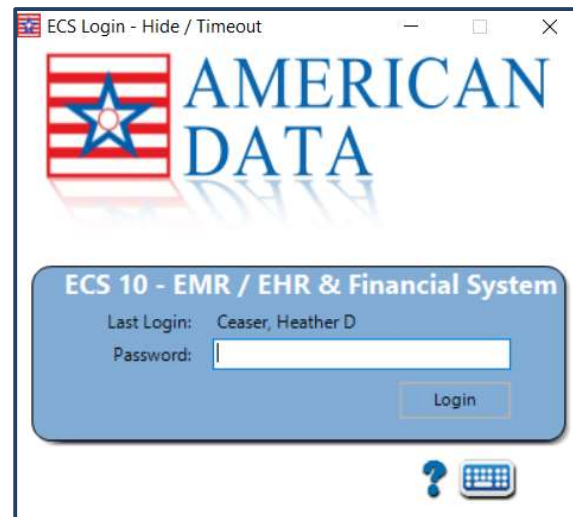 ECS Login - Hide / Timeout
AMERICAN
DATA
ECS 10 - EMR / EHR & Financial System
Last Login: Ceaser, Heather D
Password:
Login
?